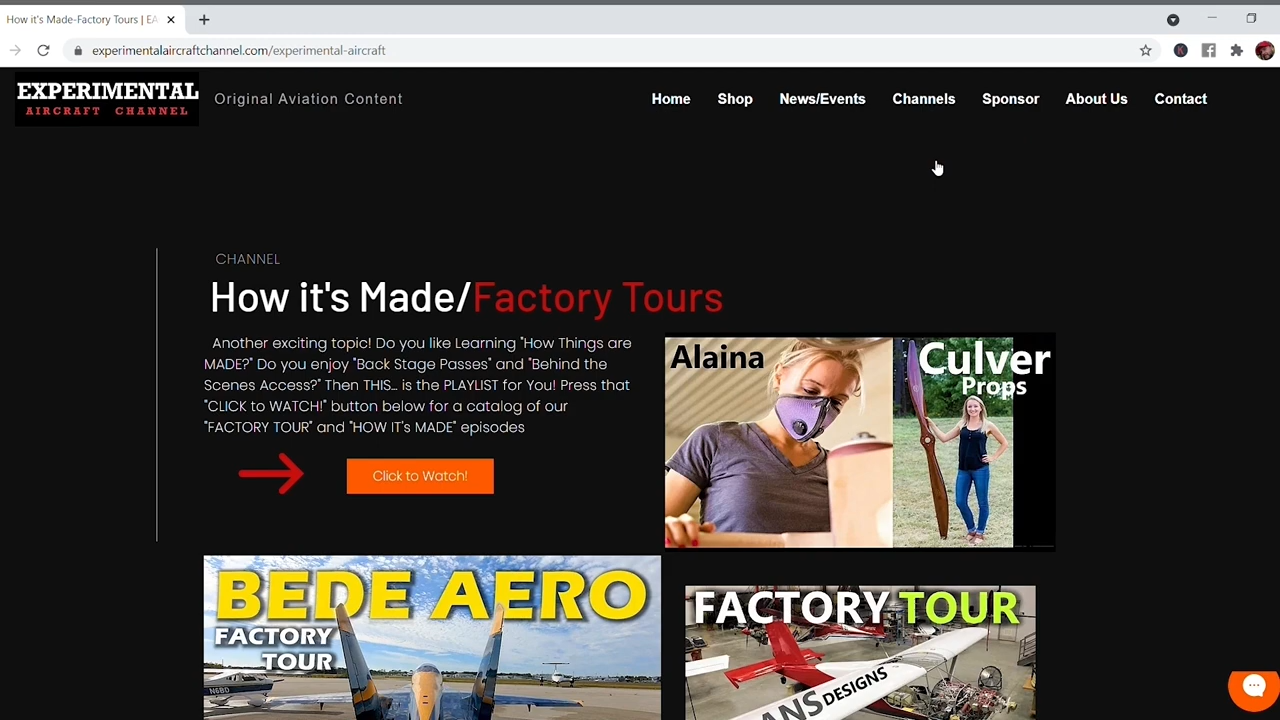 How it's Made-Factory Tours | EA
experimentalaircraftchannel.com/experimental-aircraft
EXPERIMENTAL
AIRCRAFT CHANNEL
Original Aviation Content
Home Shop News/Events Channels Sponsor About Us Contact
CHANNEL
How it's Made/Factory Tours
Another exciting topic! Do you like Learning "How Things are
MADE?" Do you enjoy "Back Stage Passes" and "Behind the
Scenes Access?" Then THIS... is the PLAYLIST for You! Press that
"CLICK to WATCH!" button below for a catalog of our
"FACTORY TOUR" and "HOW IT's MADE" episodes
Click to Watch!
Alaina
Culver
Props
BEDE AERO
FACTORY
TOUR
N6BD
FACTORY TOUR
ANS DESIGNS